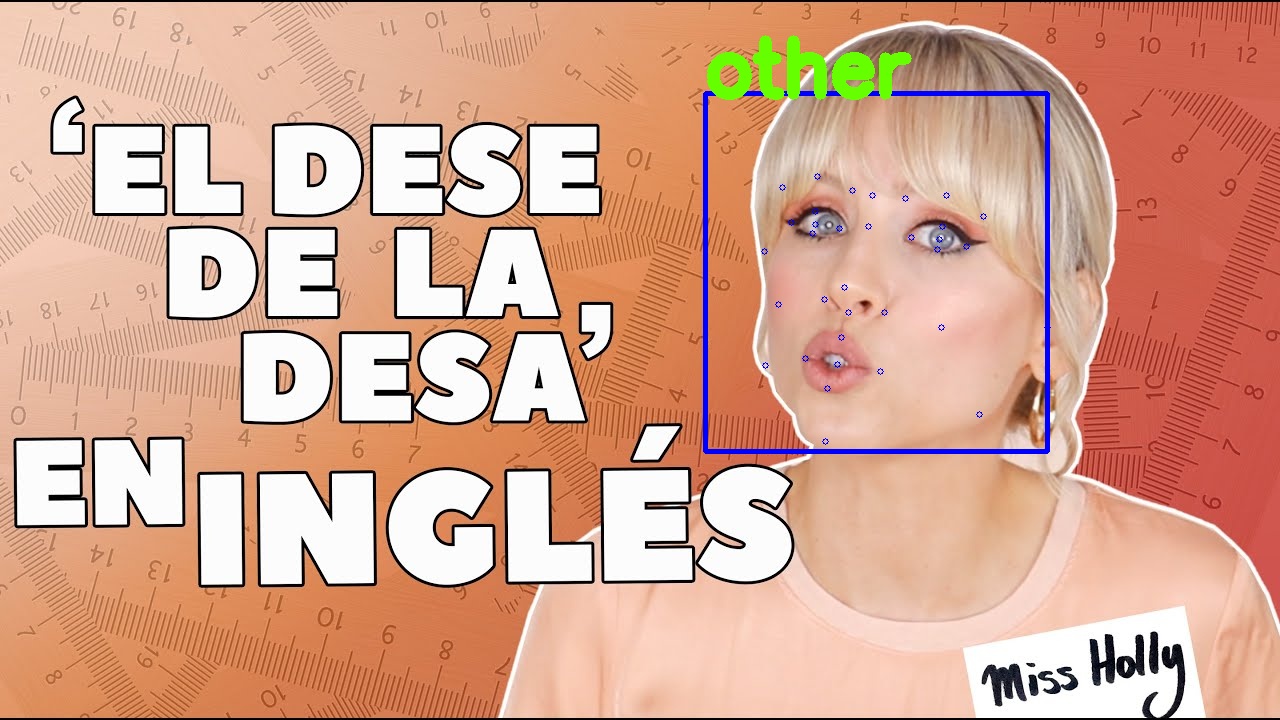 other
‘EL DESE
DE LA
DESA’
EN INGLÉS
Miss Holly